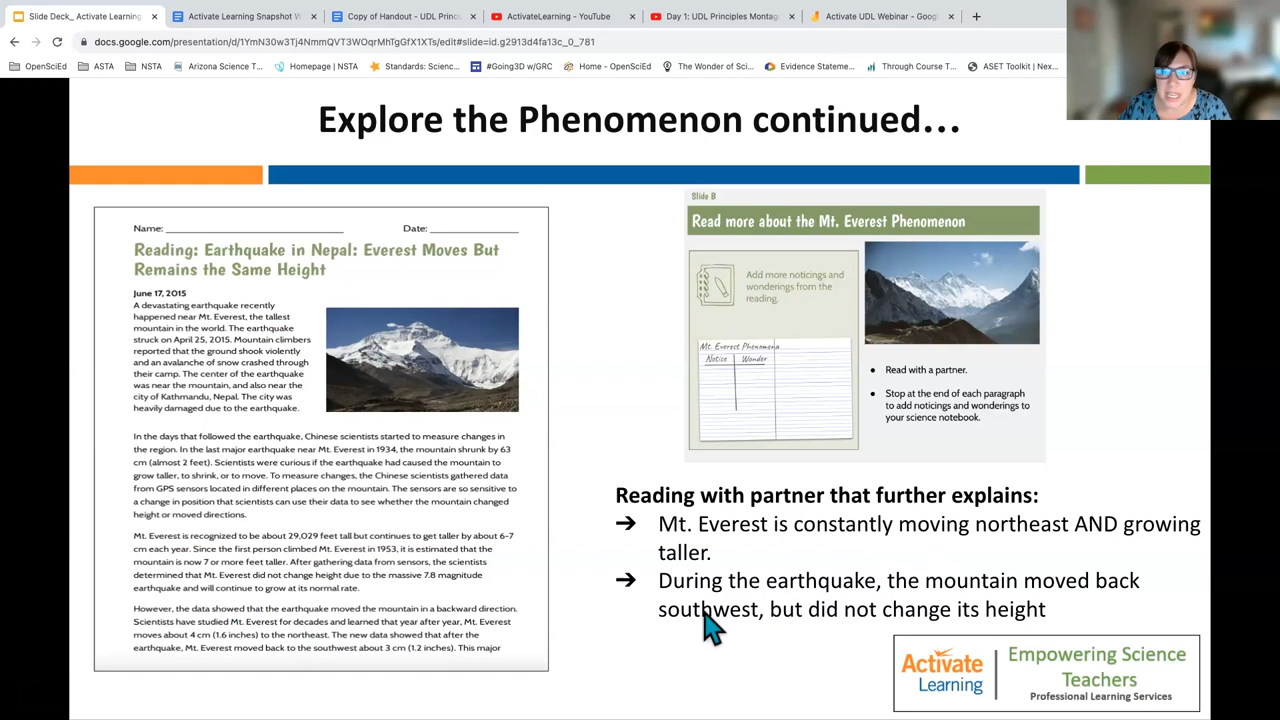 Slide Deck_ Activate Learning
Activate Learning Snapshot W
Copy of Handout - UDL Princ
ActivateLearning - YouTube
Day 1: UDL Principles Montag
Activate UDL Webinar - Goog
docs.google.com/presentation/d/1YmN30w3Tj4NmmQVT3WOqrMhTgGfX1XTs/edit#slide=id.g2913d4fa13c_0_781
OpenSciEd
ASTA
NSTA
Arizona Science T...
Homepage | NSTA
Standards: Scienc...
#Going3D w/GRC
Home - OpenSciEd
The Wonder of Sci...
Evidence Stateme...
Through Course T...
ASET Toolkit | Nex...
Explore the Phenomenon continued...
Name:
Date:
Reading: Earthquake in Nepal: Everest Moves But
Remains the Same Height
June 17, 2015
A devastating earthquake recently
happened near Mt. Everest, the tallest
mountain in the world. The earthquake
struck on April 25, 2015. Mountain climbers
reported that the ground shook violently
and an avalanche of snow crashed through
their camp. The center of the earthquake
was near the mountain, and also near the
city of Kathmandu, Nepal. The city was
heavily damaged due to the earthquake.
In the days that followed the earthquake, Chinese scientists started to measure changes in
the region. In the last major earthquake near Mt. Everest in 1934, the mountain shrunk by 63
cm (almost 2 feet). Scientists were curious if the earthquake had caused the mountain to
grow taller, to shrink, or to move. To measure changes, the Chinese scientists gathered data
from GPS sensors located in different places on the mountain. The sensors are so sensitive to
a change in position that scientists can use their data to see whether the mountain changed
height or moved directions.
Mt. Everest is recognized to be about 29,029 feet tall but continues to get taller by about 6-7
cm each year. Since the first person climbed Mt. Everest in 1953, it is estimated that the
mountain is now 7 or more feet taller. After gathering data from sensors, the scientists
determined that Mt. Everest did not change height due to the massive 7.8 magnitude
earthquake and will continue to grow at its normal rate.
However, the data showed that the earthquake moved the mountain in a backward direction.
Scientists have studied Mt. Everest for decades and learned that year after year, Mt. Everest
moves about 4 cm (1.6 inches) to the northeast. The new data showed that after the
earthquake, Mt. Everest moved back to the southwest about 3 cm (1.2 inches). This major
Slide B
Read more about the Mt. Everest Phenomenon
Add more noticings and
wonderings from the
reading.
Mt. Everest Phenomena
Notice Wonder
● Read with a partner.
● Stop at the end of each paragraph
to add noticings and wonderings to
your science notebook.
Reading with partner that further explains:
➔ Mt. Everest is constantly moving northeast AND growing
taller.
➔ During the earthquake, the mountain moved back
southwest, but did not change its height
Activate
Learning
Empowering Science
Teachers
Professional Learning Services